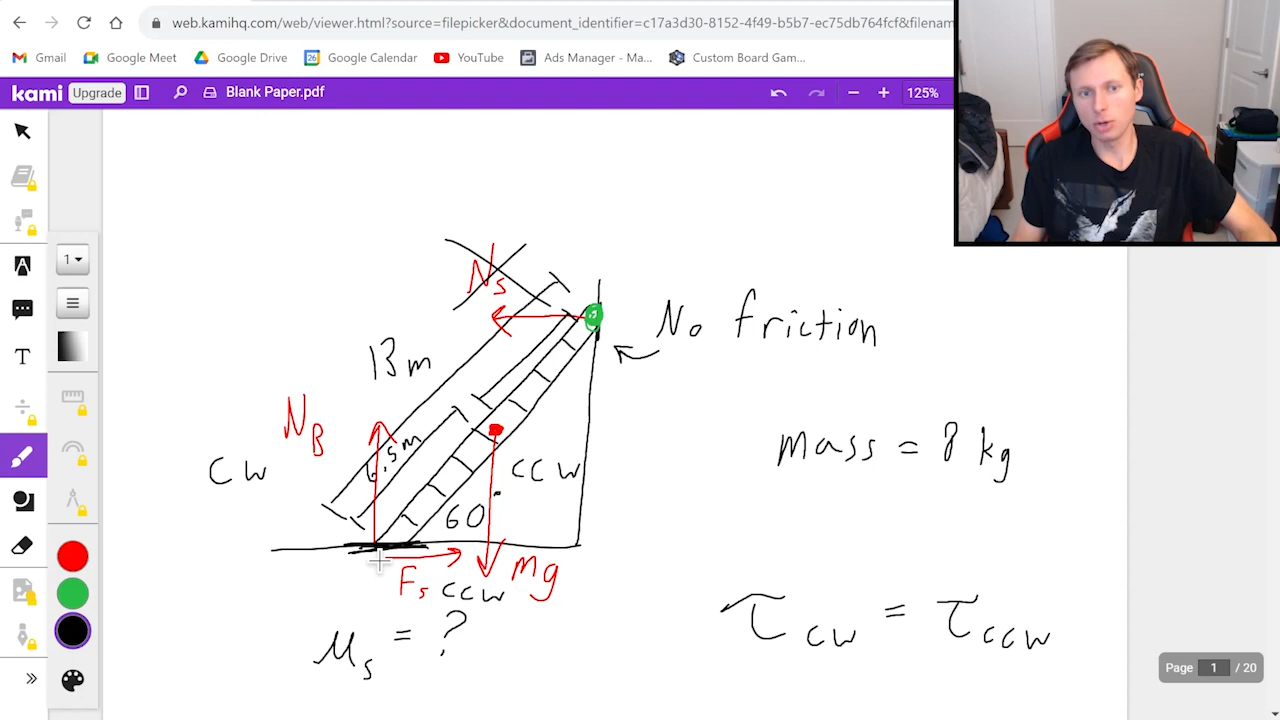 web.kamihq.com/web/viewer.html?source=filepicker&document_identifier=c17a3d30-8152-4f49-b5b7-ec75db764fcf&filenam
Gmail Google Meet Google Drive 26 Google Calendar YouTube Ads Manager - Ma... Custom Board Gam...
kami Upgrade Blank Paper.pdf 125%
1
A
T
Ns
No friction
13m
NB
6.5m
CW
CCW
mass = 8 kg
60°
Fs
CCW
mg
μs = ?
τCW = τCCW
Page 1 / 20